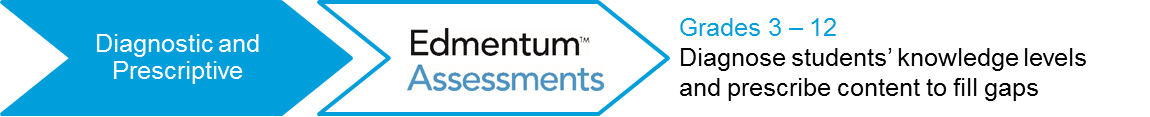 Diagnostic and
Prescriptive
Edmentum™
Assessments
Grades 3 – 12
Diagnose students’ knowledge levels
and prescribe content to fill gaps